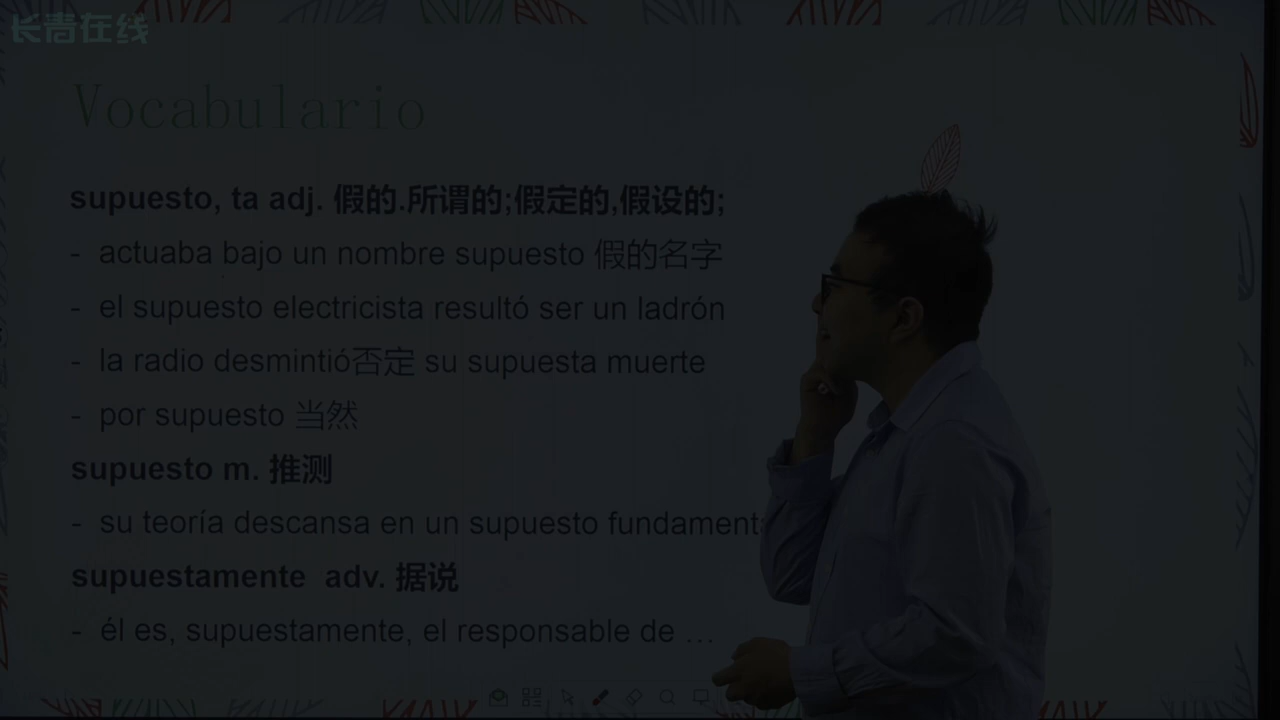 长青在线
Vocabulario
supuesto, ta adj. 假的.所谓的;假定的,假设的;
- actuaba bajo un nombre supuesto 假的名字
- el supuesto electricista resultó ser un ladrón
- la radio desmintió否定 su supuesta muerte
- por supuesto 当然
supuesto m. 推测
- su teoría descansa en un supuesto
supuestamente adv. 据说
- él es, supuestamente, el responsable de ...